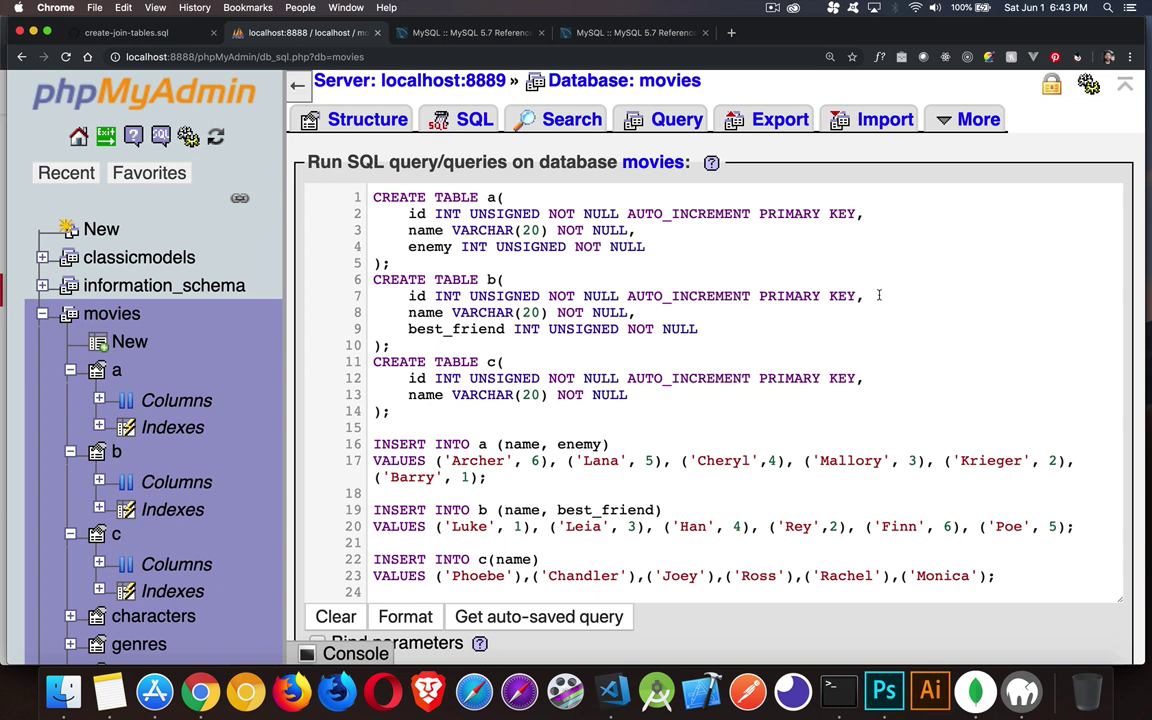 Chrome File Edit View History Bookmarks People Window Help 100% Sat Jun 1 6:43 PM
create-join-tables.sql × localhost:8888 / localhost / mo × MySQL :: MySQL 5.7 Referenc × MySQL :: MySQL 5.7 Referenc × +
localhost:8888/phpMyAdmin/db_sql.php?db=movies
phpMyAdmin
Recent Favorites
New
classicmodels
information_schema
movies
New
a
Columns
Indexes
b
Columns
Indexes
c
Columns
Indexes
characters
genres
Server: localhost:8889 » Database: movies
Structure SQL Search Query Export Import More
Run SQL query/queries on database movies:
1 CREATE TABLE a(
2 id INT UNSIGNED NOT NULL AUTO_INCREMENT PRIMARY KEY,
3 name VARCHAR(20) NOT NULL,
4 enemy INT UNSIGNED NOT NULL
5 );
6 CREATE TABLE b(
7 id INT UNSIGNED NOT NULL AUTO_INCREMENT PRIMARY KEY,
8 name VARCHAR(20) NOT NULL,
9 best_friend INT UNSIGNED NOT NULL
10 );
11 CREATE TABLE c(
12 id INT UNSIGNED NOT NULL AUTO_INCREMENT PRIMARY KEY,
13 name VARCHAR(20) NOT NULL
14 );
15
16 INSERT INTO a (name, enemy)
17 VALUES ('Archer', 6), ('Lana', 5), ('Cheryl',4), ('Mallory', 3), ('Krieger', 2),
('Barry', 1);
18
19 INSERT INTO b (name, best_friend)
20 VALUES ('Luke', 1), ('Leia', 3), ('Han', 4), ('Rey',2), ('Finn', 6), ('Poe', 5);
21
22 INSERT INTO c(name)
23 VALUES ('Phoebe'),('Chandler'),('Joey'),('Ross'),('Rachel'),('Monica');
24
Clear Format Get auto-saved query
Bind parameters
Console
Ps Ai